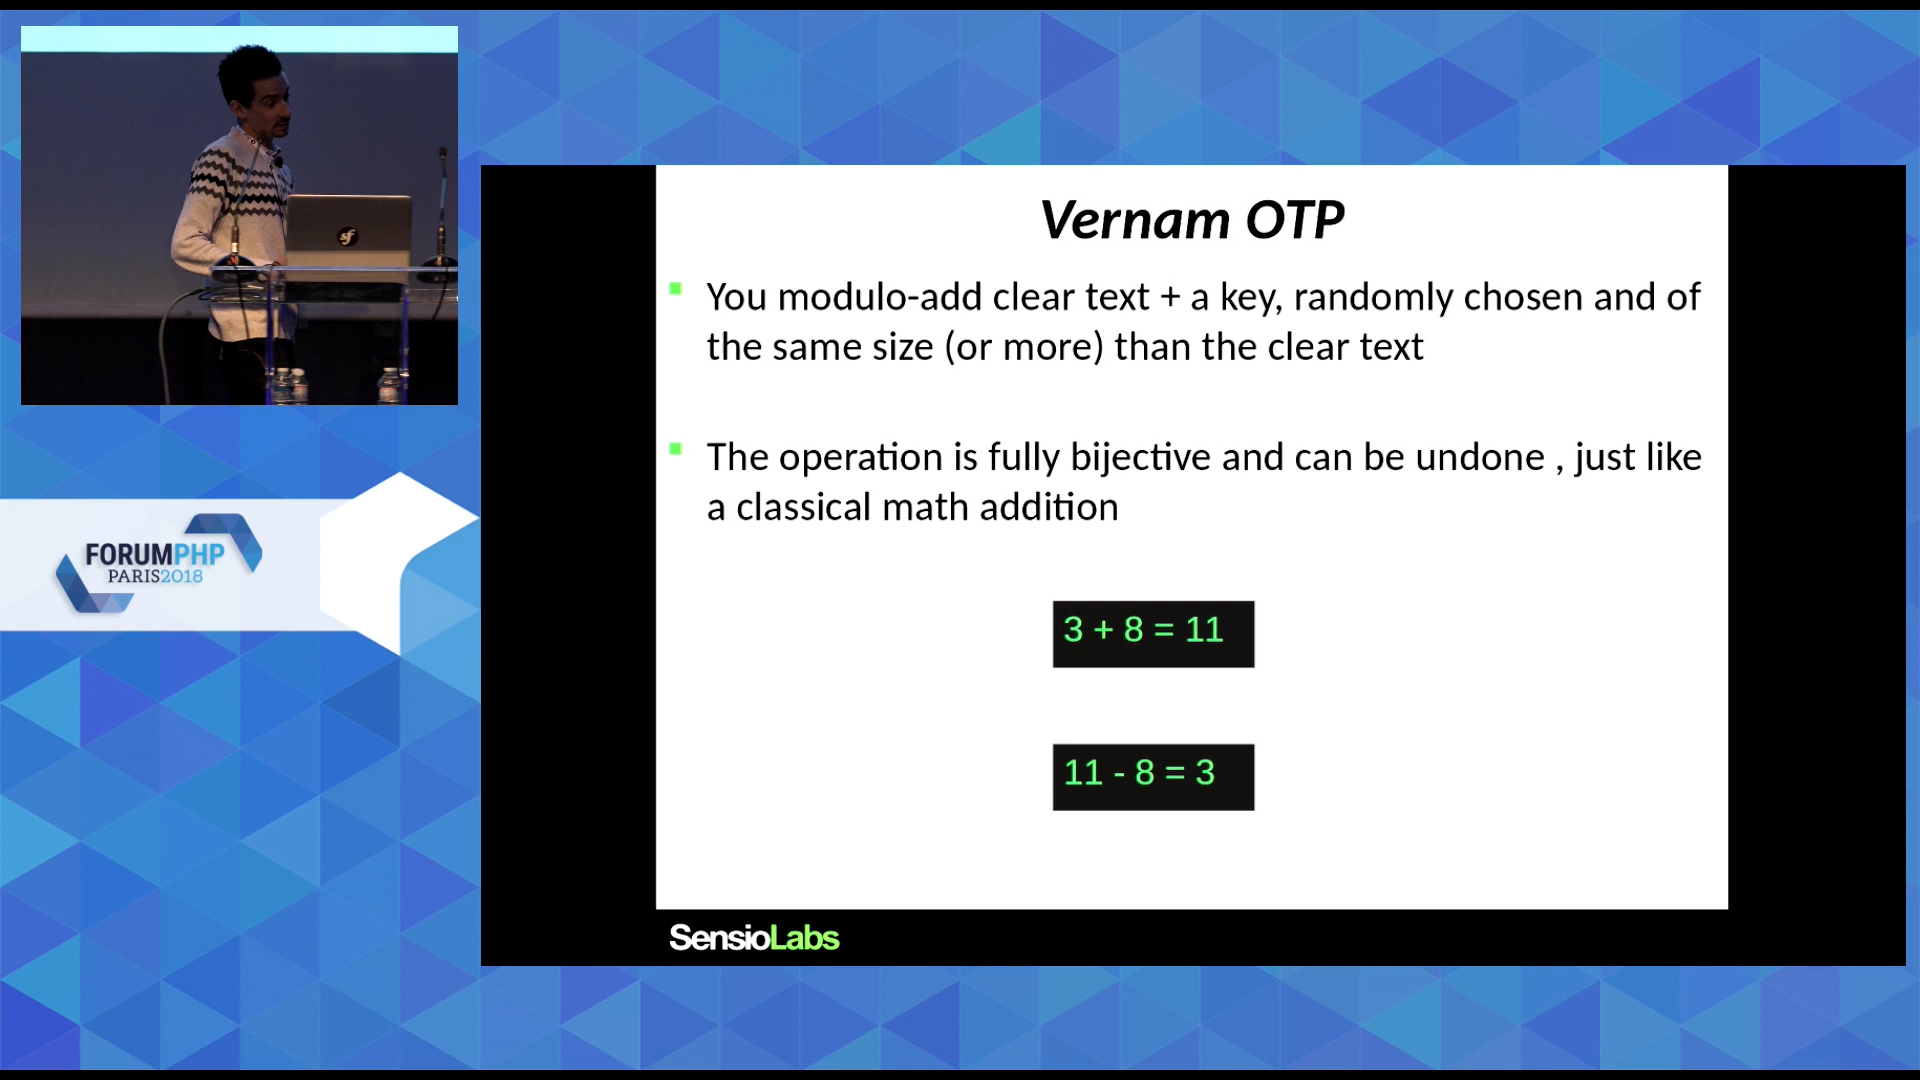 Vernam OTP
You modulo-add clear text + a key, randomly chosen and of
the same size (or more) than the clear text
The operation is fully bijective and can be undone , just like
a classical math addition
3 + 8 = 11
11 - 8 = 3
FORUMPHP
PARIS2018
SensioLabs